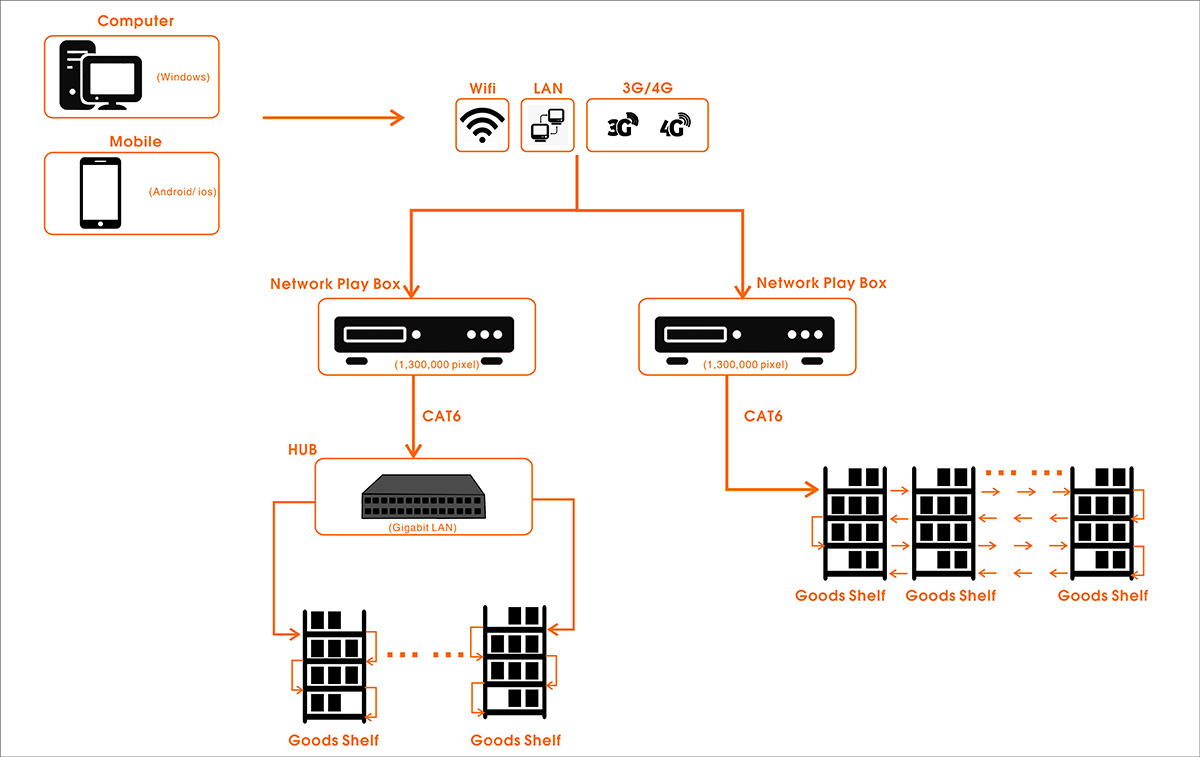 Computer
(Windows)
Mobile
(Android/ ios)
Wifi
LAN
3G/4G
3G
4G
Network Play Box
(1,300,000 pixel)
Network Play Box
(1,300,000 pixel)
CAT6
CAT6
HUB
(Gigabit LAN)
Goods Shelf
Goods Shelf
Goods Shelf
Goods Shelf
Goods Shelf